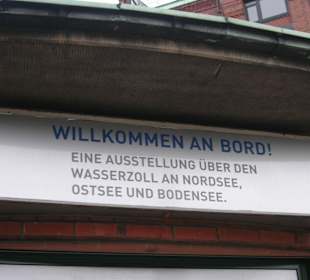 WILLKOMMEN AN BORD!
EINE AUSSTELLUNG ÜBER DEN
WASSERZOLL AN NORDSEE,
OSTSEE UND BODENSEE.